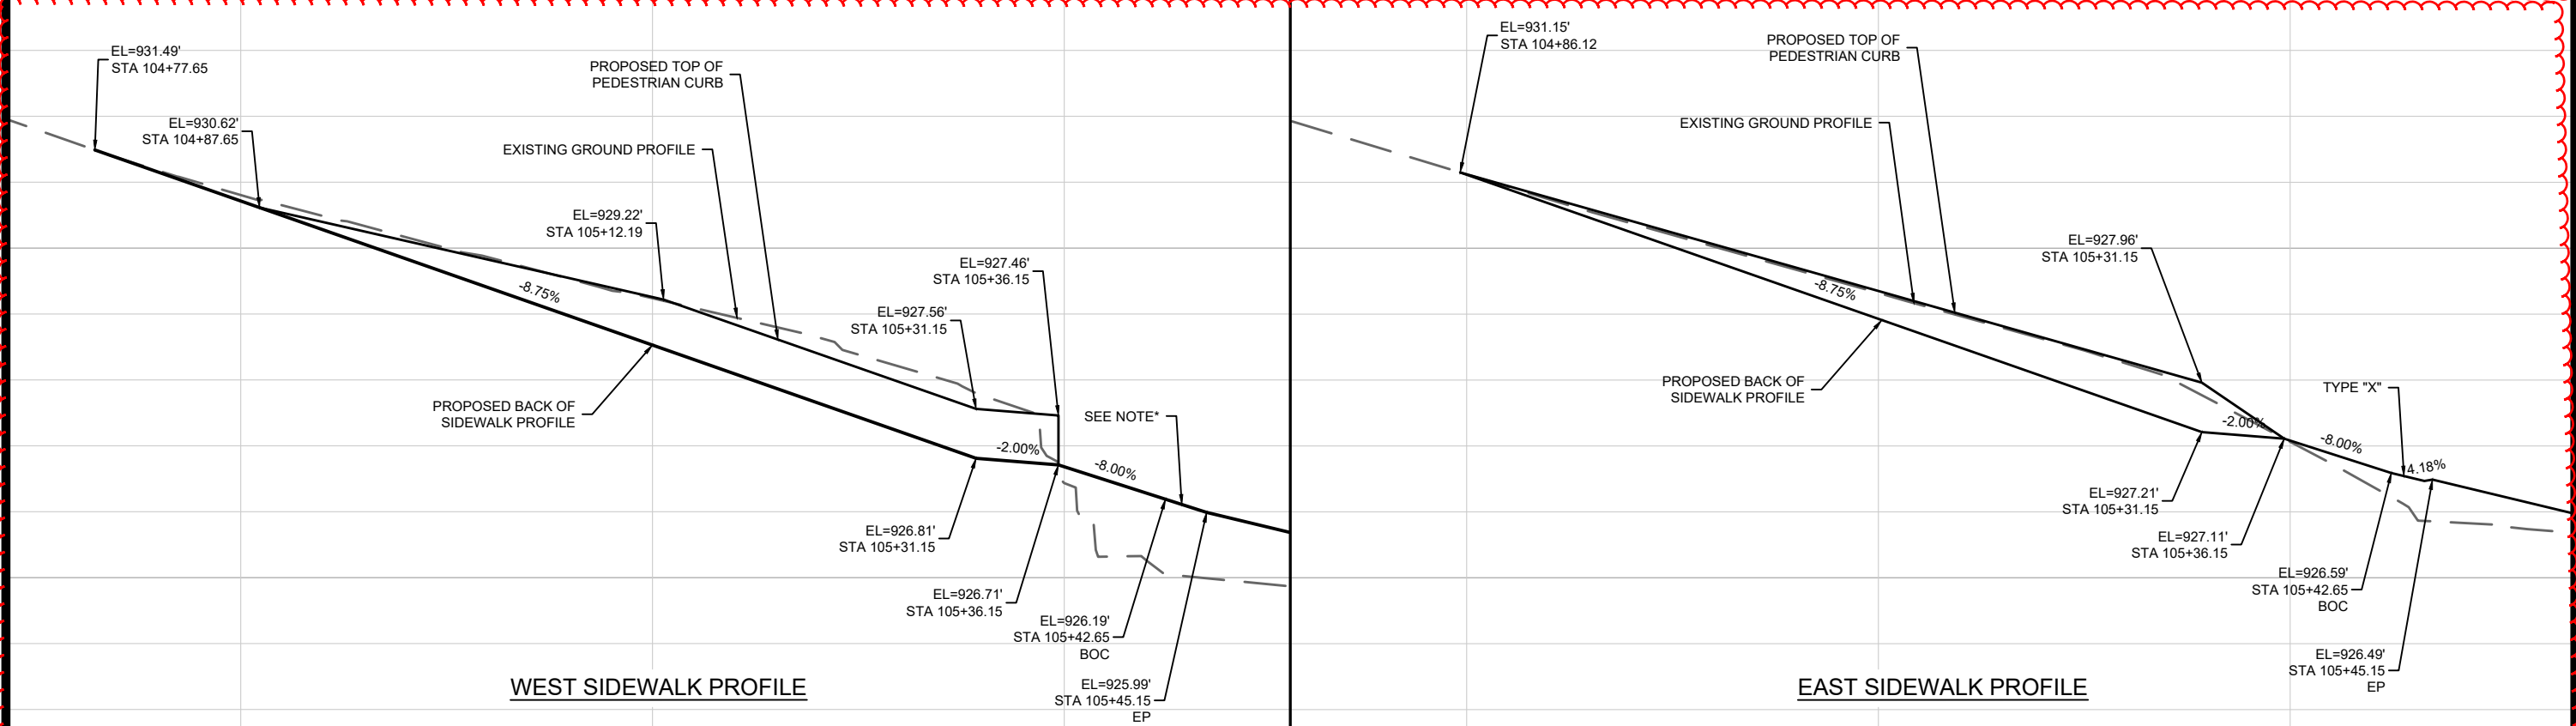 EL=931.49'
STA 104+77.65
EL=930.62'
STA 104+87.65
PROPOSED TOP OF
PEDESTRIAN CURB
EXISTING GROUND PROFILE
EL=929.22'
STA 105+12.19
EL=927.46'
STA 105+36.15
EL=927.56'
STA 105+31.15
-8.75%
PROPOSED BACK OF
SIDEWALK PROFILE
SEE NOTE*
-2.00%
-8.00%
EL=926.81'
STA 105+31.15
EL=926.71'
STA 105+36.15
EL=926.19'
STA 105+42.65
BOC
EL=925.99'
STA 105+45.15
EP
WEST SIDEWALK PROFILE
EL=931.15'
STA 104+86.12
PROPOSED TOP OF
PEDESTRIAN CURB
EXISTING GROUND PROFILE
EL=927.96'
STA 105+31.15
-8.75%
PROPOSED BACK OF
SIDEWALK PROFILE
TYPE "X"
-2.00%
-8.00%
4.18%
EL=927.21'
STA 105+31.15
EL=927.11'
STA 105+36.15
EL=926.59'
STA 105+42.65
BOC
EL=926.49'
STA 105+45.15
EP
EAST SIDEWALK PROFILE